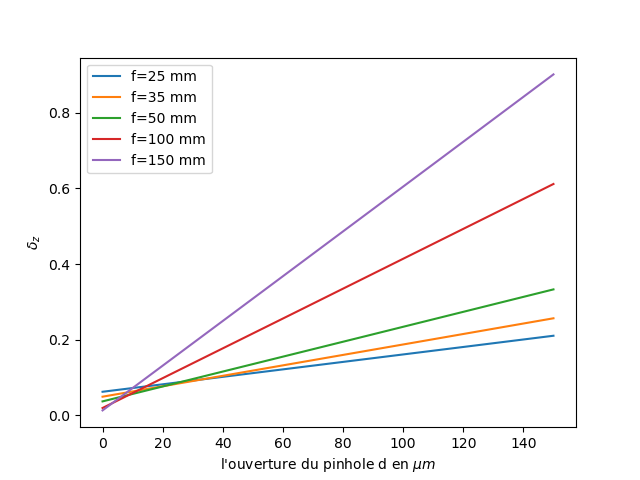 f=25 mm
f=35 mm
f=50 mm
f=100 mm
f=150 mm
0.8
0.6
0.4
0.2
0.0
δz
0 20 40 60 80 100 120 140
l'ouverture du pinhole d en μm